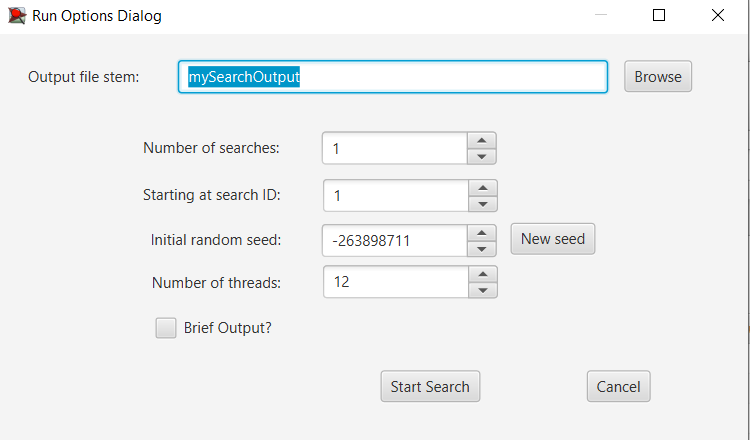 Run Options Dialog
Output file stem: mySearchOutput Browse
Number of searches: 1
Starting at search ID: 1
Initial random seed: -263898711 New seed
Number of threads: 12
Brief Output?
Start Search Cancel